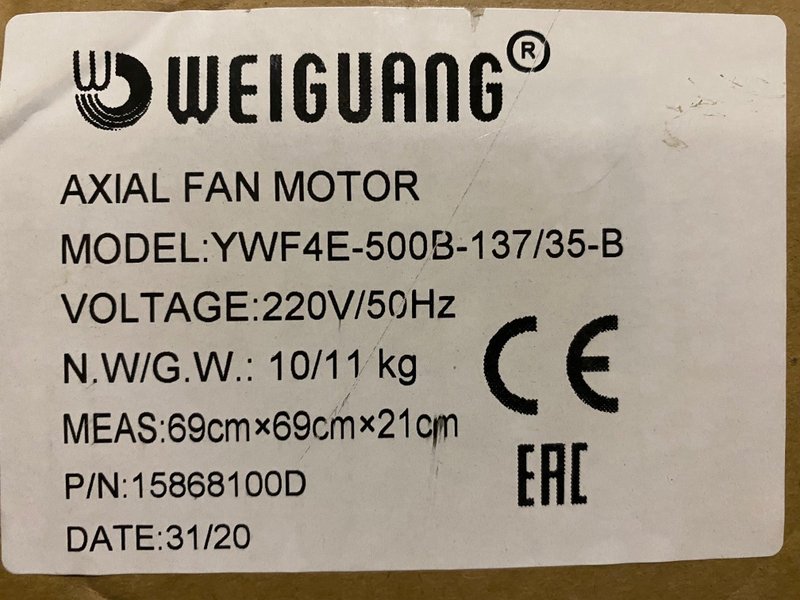 WEIGUANG®
AXIAL FAN MOTOR
MODEL:YWF4E-500B-137/35-B
VOLTAGE:220V/50Hz
N.W/G.W.: 10/11 kg
MEAS:69cm×69cm×21cm
P/N:15868100D
DATE:31/20
CE
EAC